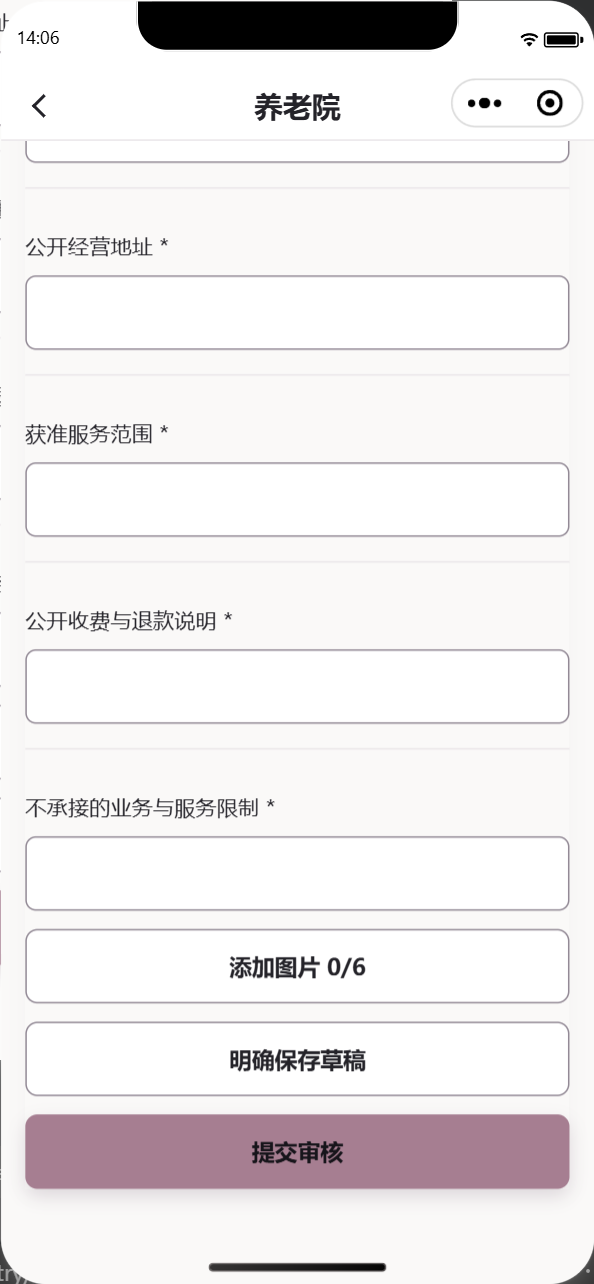 14:06
养老院
公开经营地址 *
获准服务范围 *
公开收费与退款说明 *
不承接的业务与服务限制 *
添加图片 0/6
明确保存草稿
提交审核